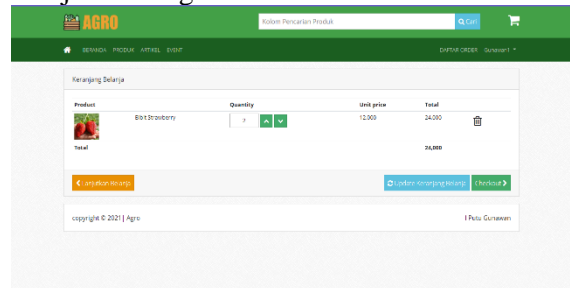 AGRO
Kolom Pencarian Produk
Cari
BERANDA PRODUK ARTIKEL EVENT
DAFTAR ORDER Gunawan1
Keranjang Belanja
Product Quantity Unit price Total
Bibit Strawberry 2 12,000 24,000
Total 24,000
Lanjutkan Belanja
Update Keranjang Belanja
Checkout
copyright © 2021| Agro
I Putu Gunawan